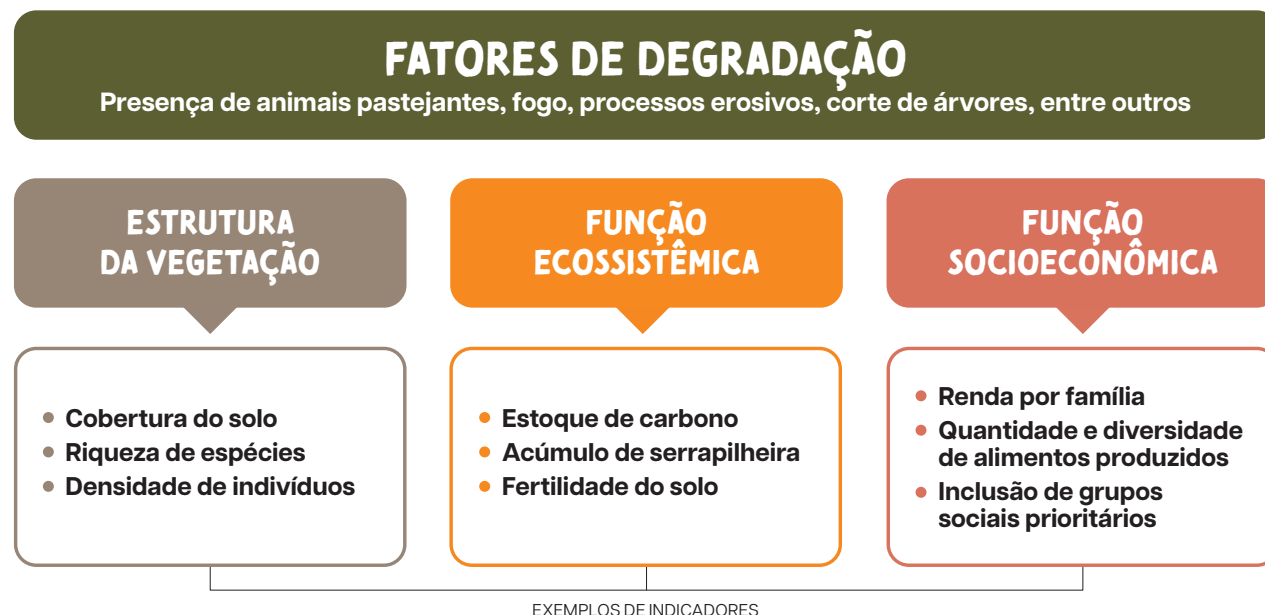 FATORES DE DEGRADAÇÃO
Presença de animais pastejantes, fogo, processos erosivos, corte de árvores, entre outros
ESTRUTURA
DA VEGETAÇÃO
• Cobertura do solo
• Riqueza de espécies
• Densidade de indivíduos
FUNÇÃO
ECOSSISTÊMICA
• Estoque de carbono
• Acúmulo de serrapilheira
• Fertilidade do solo
FUNÇÃO
SOCIOECONÔMICA
• Renda por família
• Quantidade e diversidade
de alimentos produzidos
• Inclusão de grupos
sociais prioritários
EXEMPLOS DE INDICADORES